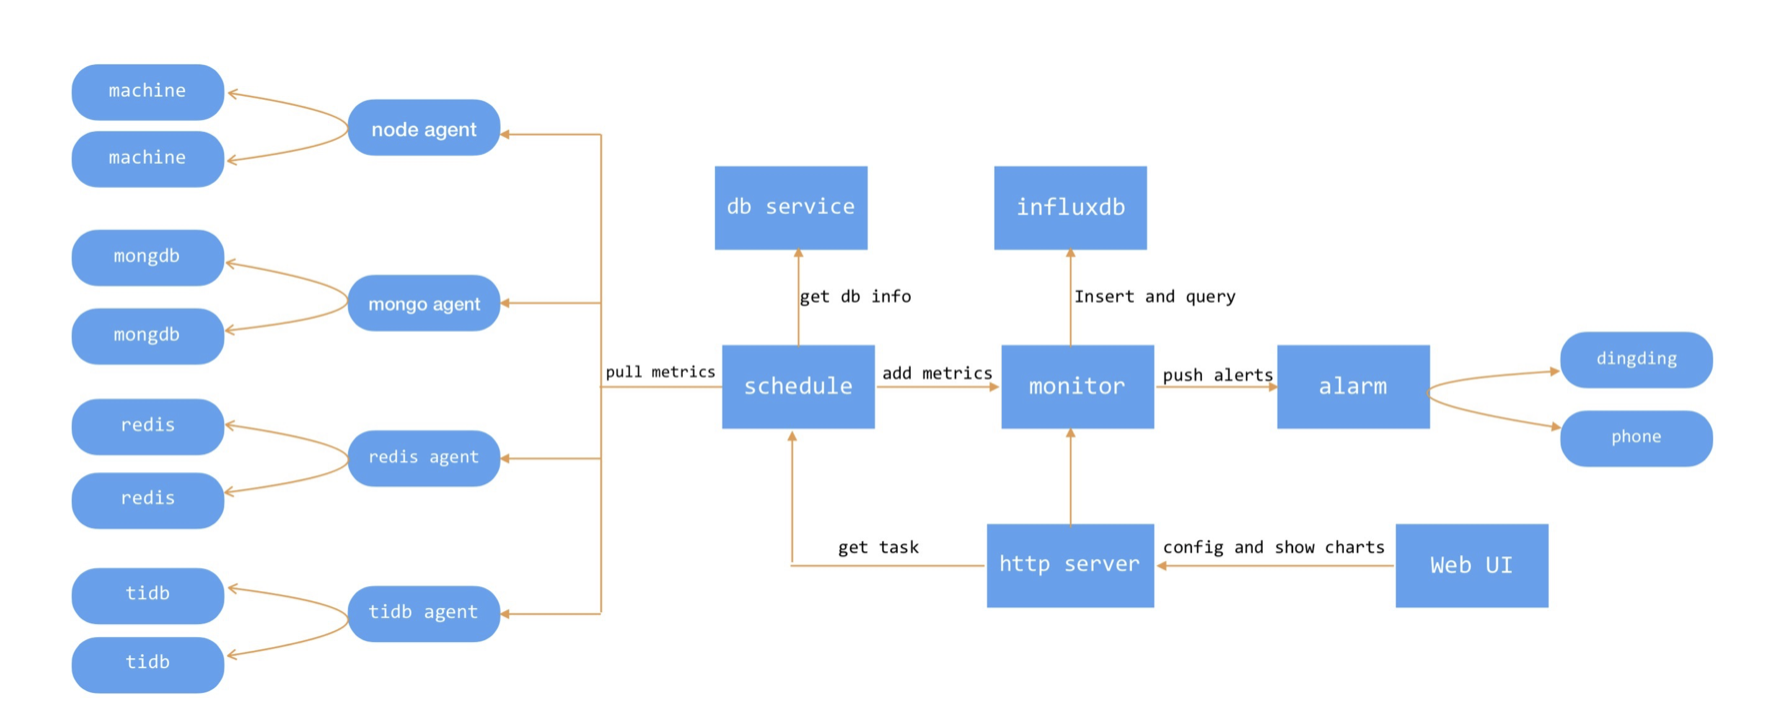 machine
node agent
machine
db service
influxdb
mongdb
get db info
Insert and query
mongo agent
mongdb
dingding
pull metrics
schedule
add metrics
monitor
push alerts
alarm
redis
phone
redis agent
redis
get task
http server
config and show charts
Web UI
tidb
tidb agent
tidb